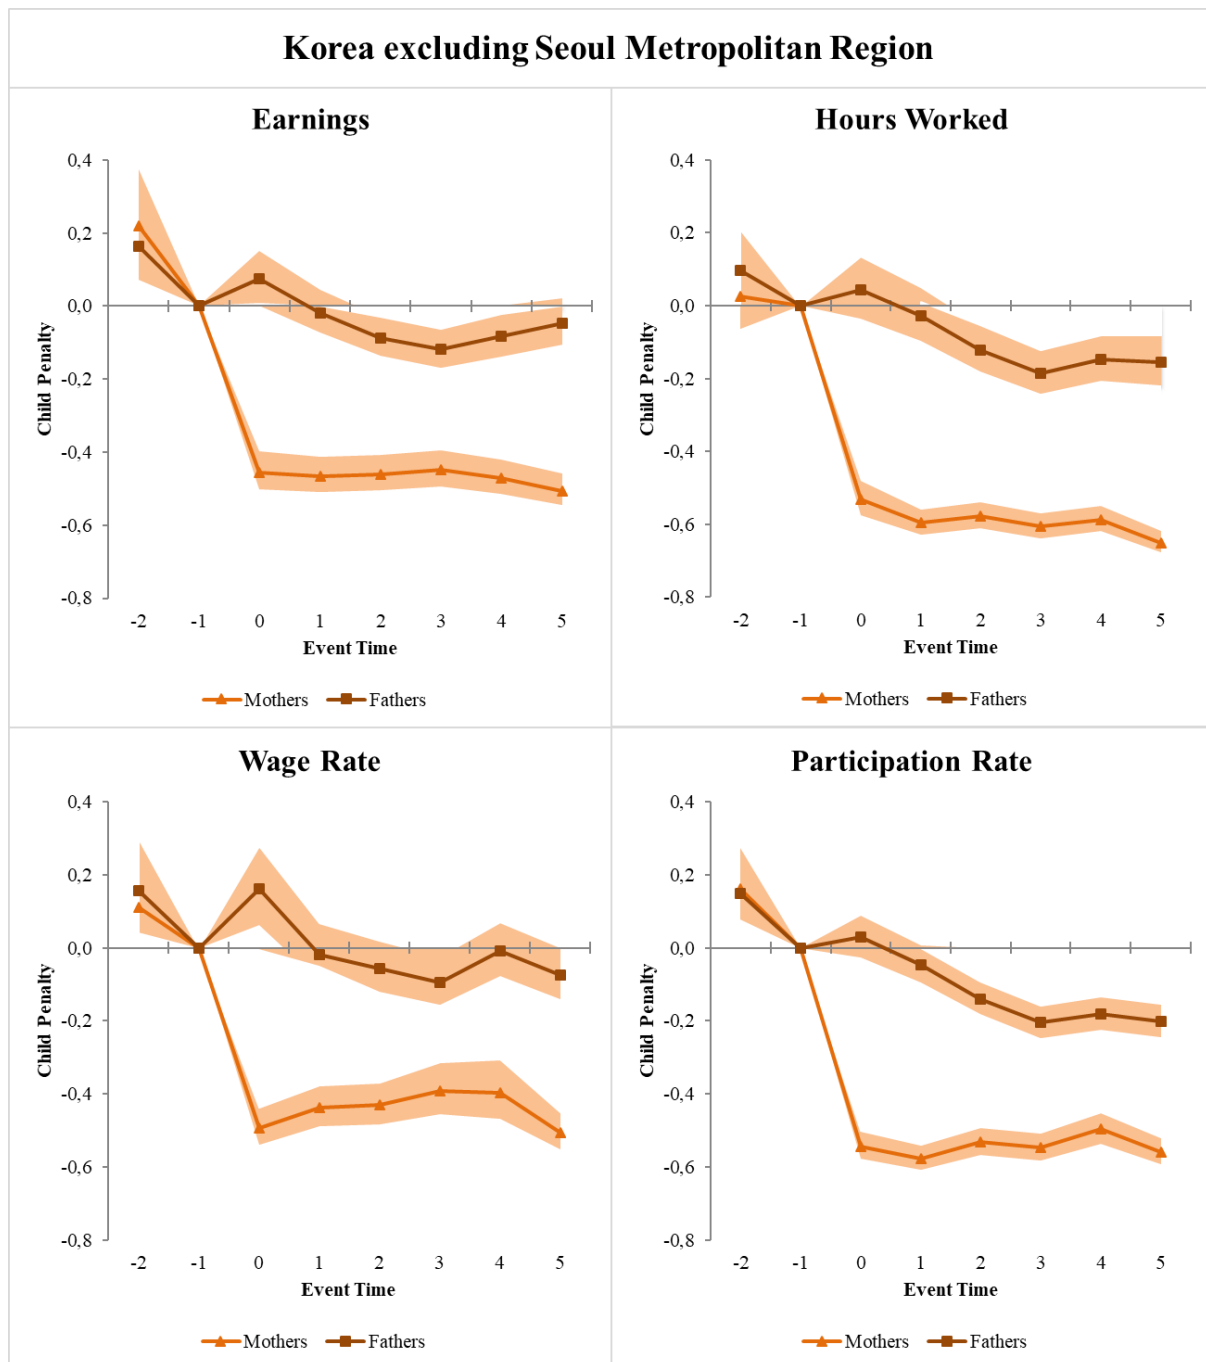 Korea excluding Seoul Metropolitan Region
Earnings
0,4
0,2
0,0
-0,2
-0,4
-0,6
-0,8
Child Penalty
-2 -1 0 1 2 3 4 5
Event Time
Mothers Fathers
Hours Worked
0,4
0,2
0,0
-0,2
-0,4
-0,6
-0,8
Child Penalty
-2 -1 0 1 2 3 4 5
Event Time
Mothers Fathers
Wage Rate
0,4
0,2
0,0
-0,2
-0,4
-0,6
-0,8
Child Penalty
-2 -1 0 1 2 3 4 5
Event Time
Mothers Fathers
Participation Rate
0,4
0,2
0,0
-0,2
-0,4
-0,6
-0,8
Child Penalty
-2 -1 0 1 2 3 4 5
Event Time
Mothers Fathers